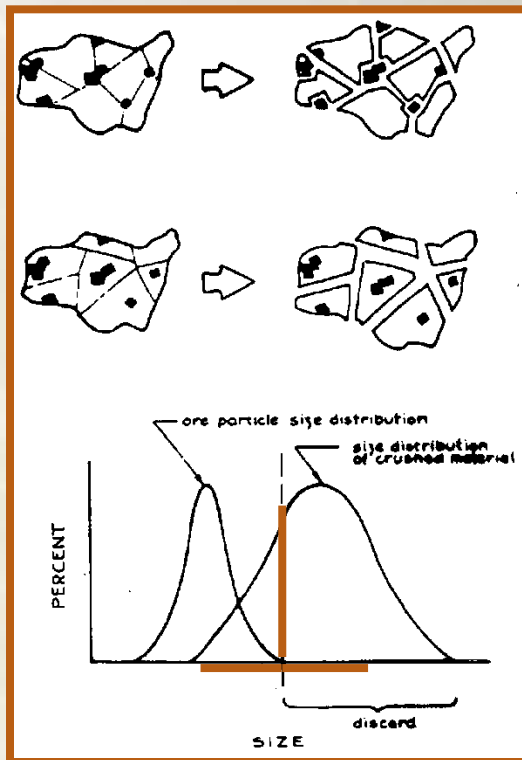 ore particle size distribution
size distribution
of crushed material
PERCENT
discard
SIZE